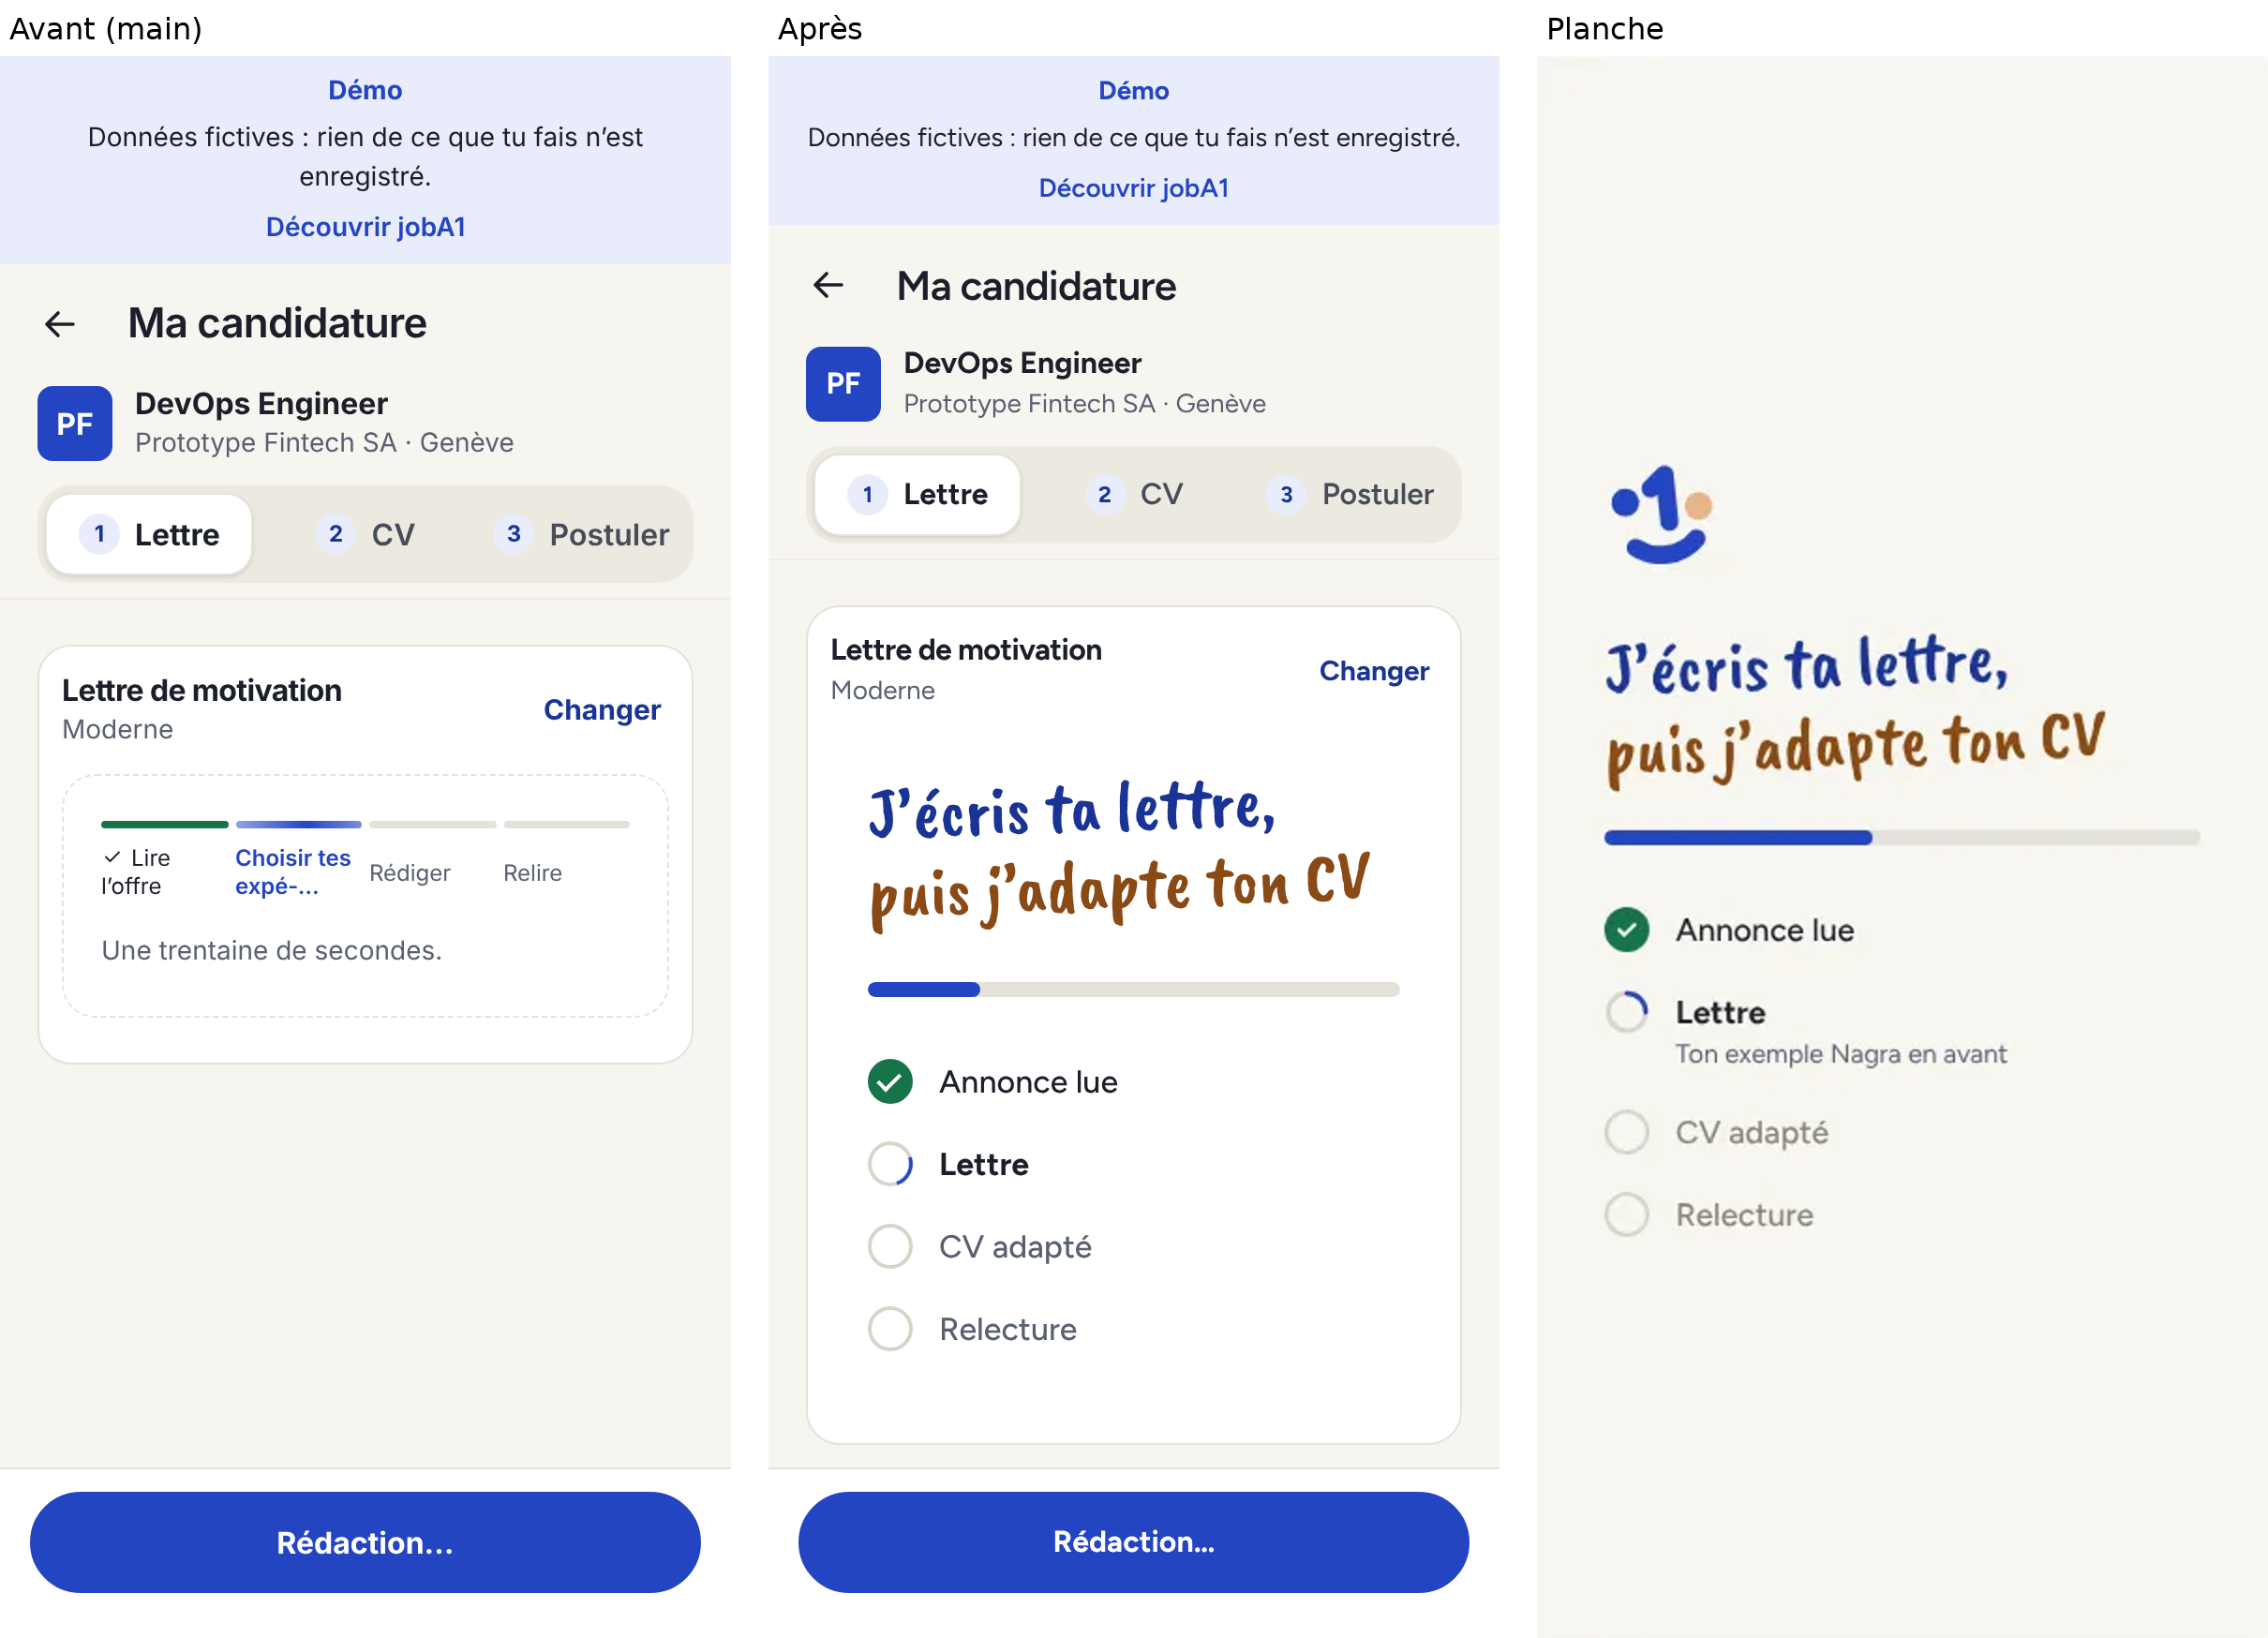 Avant (main)
Démo
Données fictives : rien de ce que tu fais n’est
enregistré.
Découvrir jobA1
Ma candidature
PF
DevOps Engineer
Prototype Fintech SA · Genève
1 Lettre
2 CV
3 Postuler
Lettre de motivation
Moderne
Changer
Lire
l’offre
Choisir tes
expé-...
Rédiger
Relire
Une trentaine de secondes.
Rédaction...
Après
Démo
Données fictives : rien de ce que tu fais n’est enregistré.
Découvrir jobA1
Ma candidature
PF
DevOps Engineer
Prototype Fintech SA · Genève
1 Lettre
2 CV
3 Postuler
Lettre de motivation
Moderne
Changer
J’écris ta lettre,
puis j’adapte ton CV
Annonce lue
Lettre
CV adapté
Relecture
Rédaction...
Planche
J’écris ta lettre,
puis j’adapte ton CV
Annonce lue
Lettre
Ton exemple Nagra en avant
CV adapté
Relecture